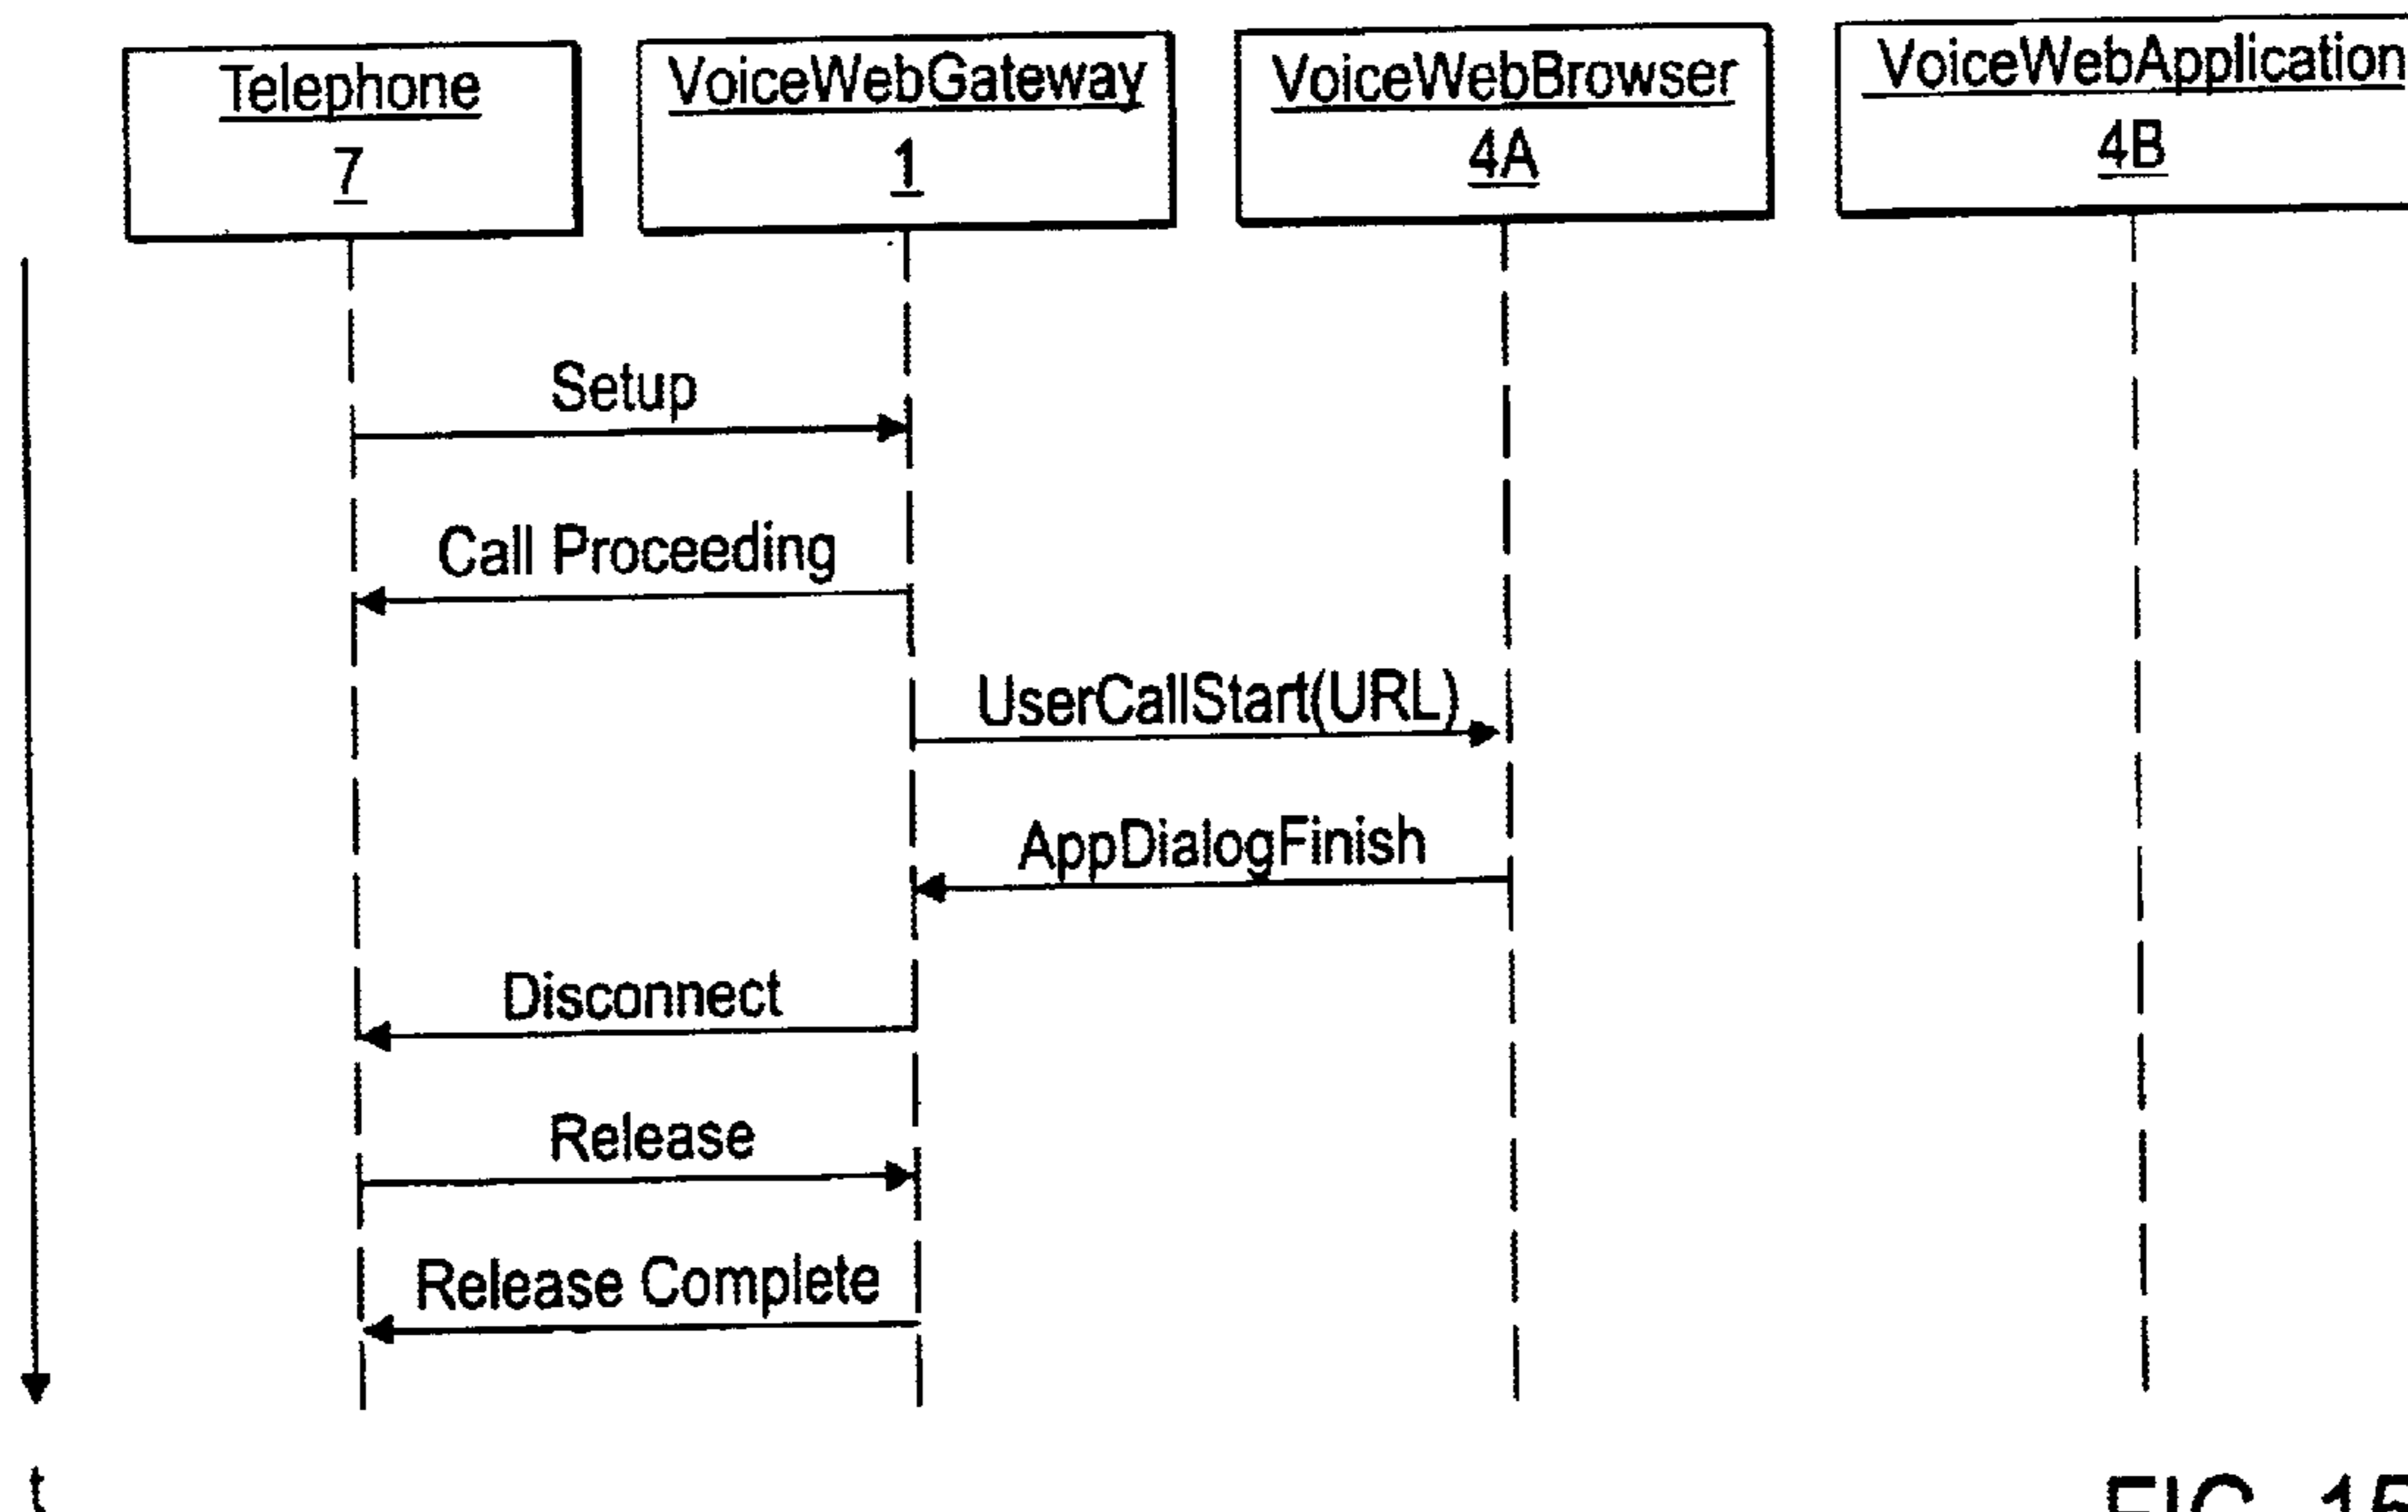 Telephone
7
VoiceWebGateway
1
VoiceWebBrowser
4A
VoiceWebApplication
4B
Setup
Call Proceeding
UserCallStart(URL)
AppDialogFinish
Disconnect
Release
Release Complete